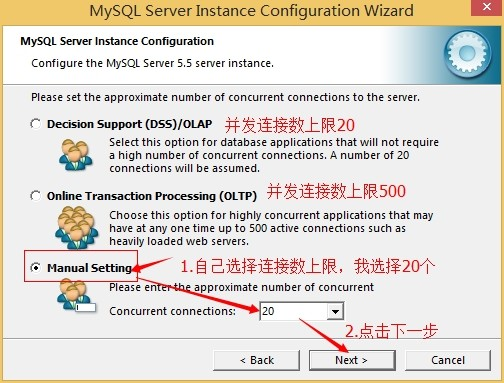 MySQL Server Instance Configuration Wizard
MySQL Server Instance Configuration
Configure the MySQL Server 5.5 server instance.
Please set the approximate number of concurrent connections to the server.
Decision Support (DSS)/OLAP 并发连接数上限20
Select this option for database applications that will not require
a high number of concurrent connections. A number of 20
connections will be assumed.
Online Transaction Processing (OLTP) 并发连接数上限500
Choose this option for highly concurrent applications that may
have at any one time up to 500 active connections such as
heavily loaded web servers.
Manual Setting 1.自己选择连接数上限，我选择20个
Please enter the approximate number of concurrent
Concurrent connections: 20
2.点击下一步
< Back Next > Cancel